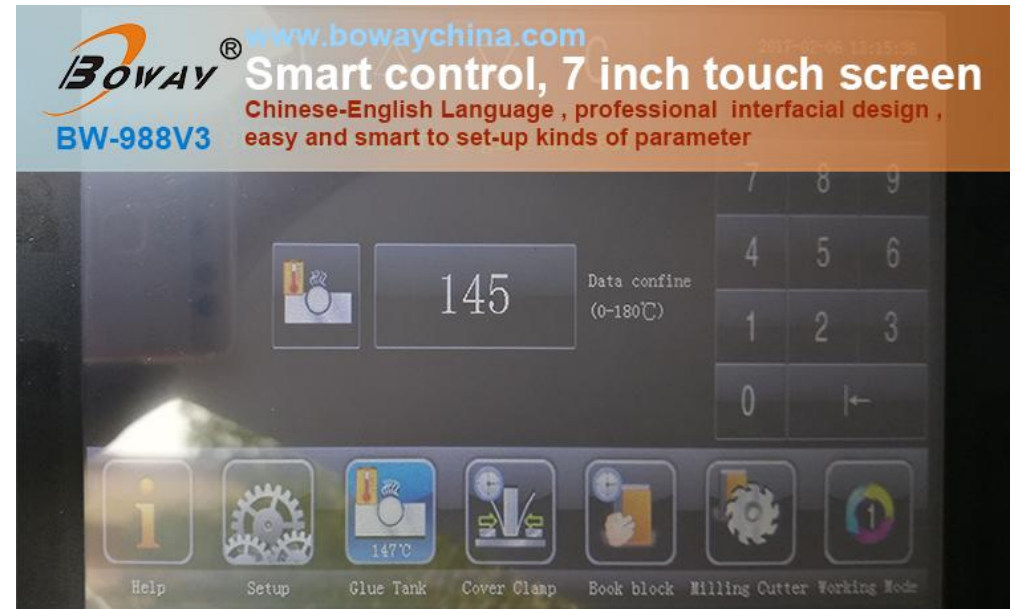 www.bowaychina.com
BOWAY®
BW-988V3
Smart control, 7 inch touch screen
Chinese-English Language , professional interfacial design ,
easy and smart to set-up kinds of parameter
7 8 9
4 5 6
1 2 3
0
145
Data confine
(0-180℃)
147℃
1
Help Setup Glue Tank Cover Clamp Book block Milling Cutter Working Mode